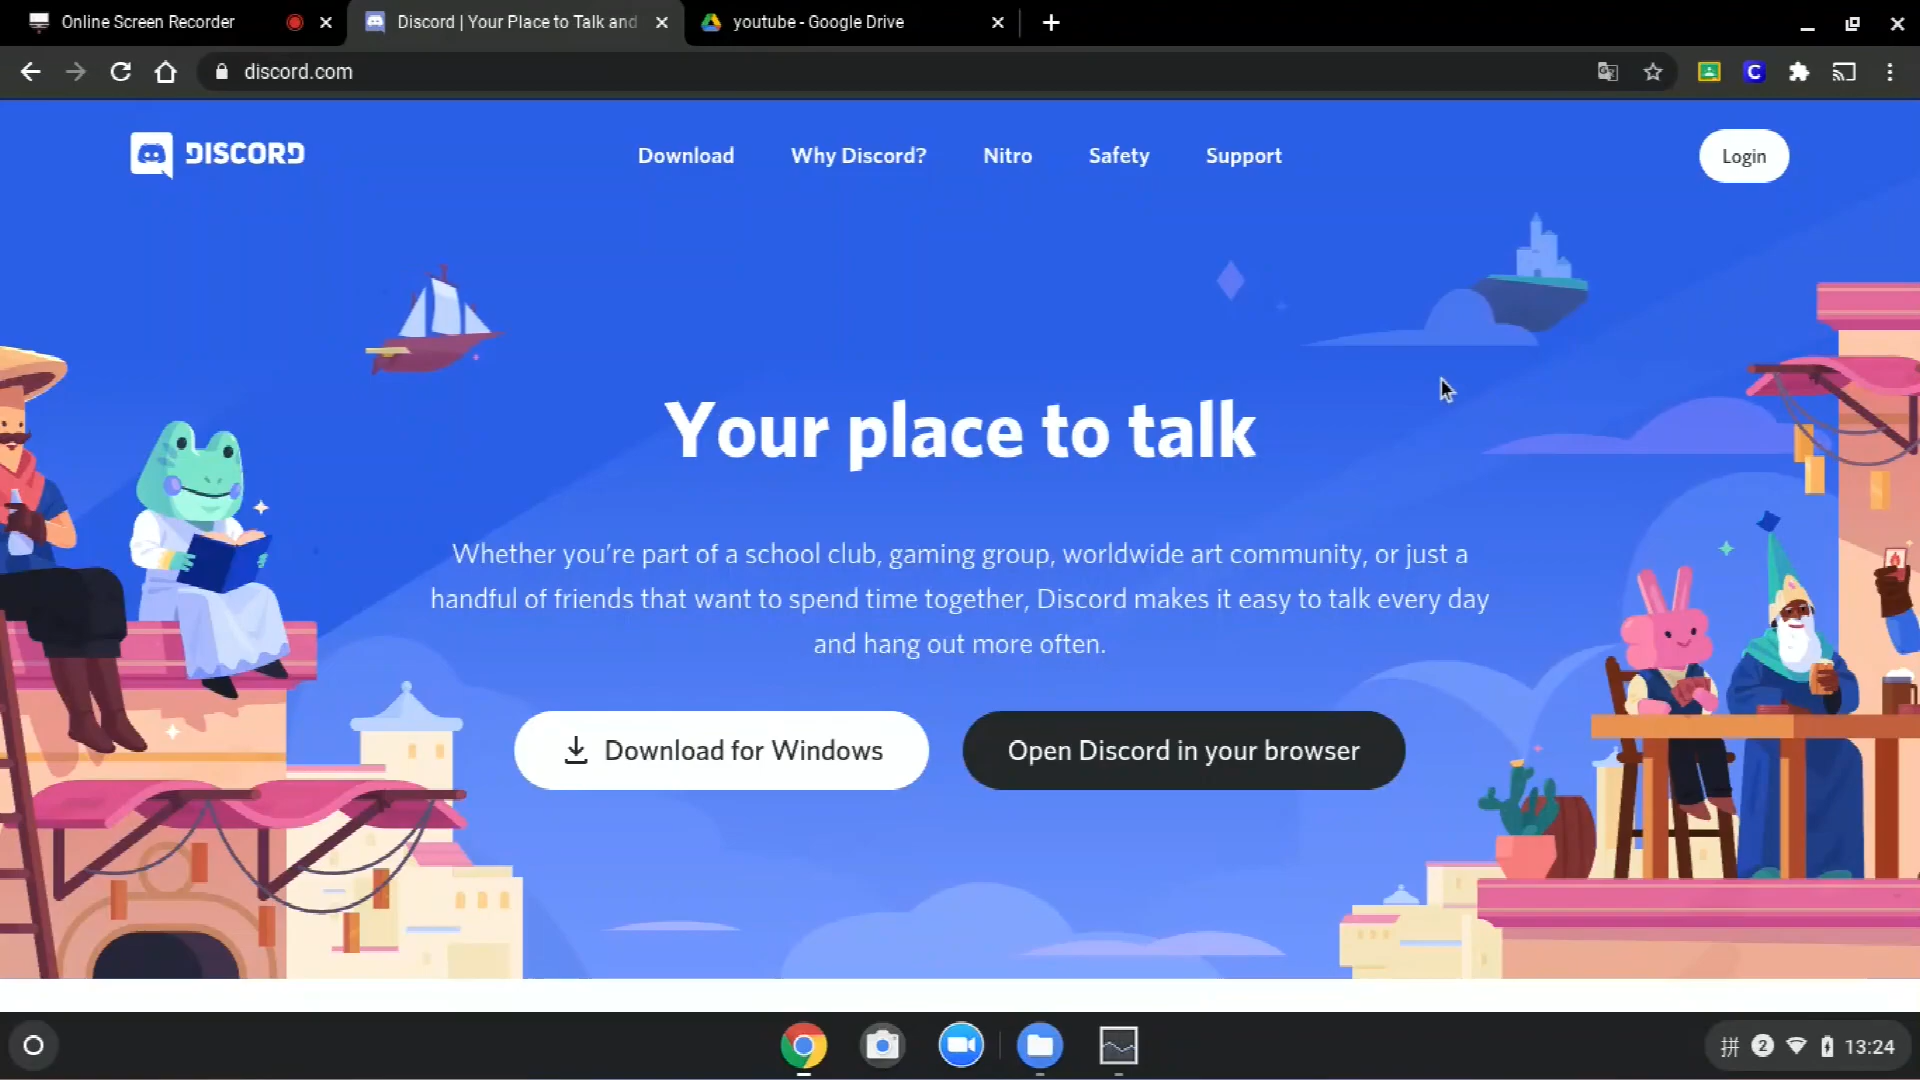 Online Screen Recorder
Discord | Your Place to Talk and
youtube - Google Drive
discord.com
DISCORD
Download
Why Discord?
Nitro
Safety
Support
Login
Your place to talk
Whether you're part of a school club, gaming group, worldwide art community, or just a
handful of friends that want to spend time together, Discord makes it easy to talk every day
and hang out more often.
Download for Windows
Open Discord in your browser
拼 2 13:24